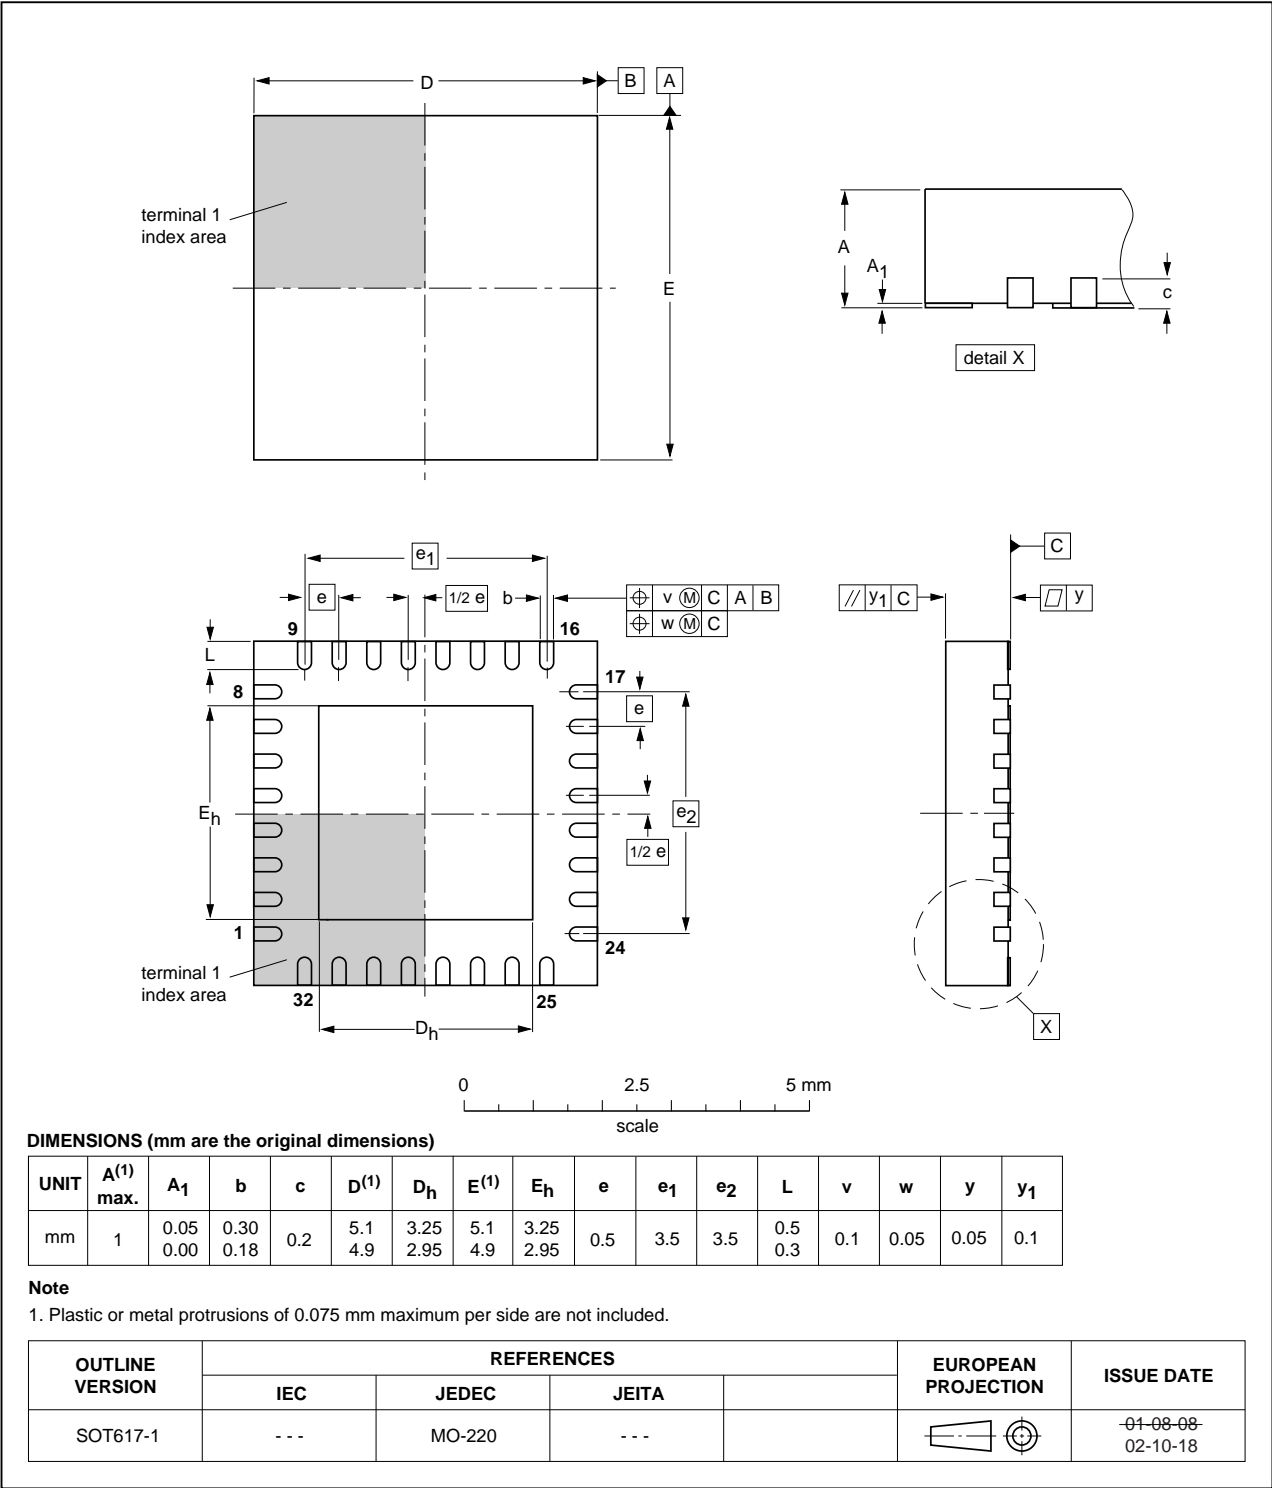 D
B A
terminal 1
index area
E
A
A1
c
detail X
e1
e
1/2 e
b
v M C A B
w M C
9
16
L
8
17
e
Eh
e2
1/2 e
1
24
terminal 1
index area
32
25
Dh
C
// y1 C
y
X
0 2.5 5 mm
scale
DIMENSIONS (mm are the original dimensions)
UNIT A(1) max. A1 b c D(1) Dh E(1) Eh e e1 e2 L v w y y1
mm 1 0.05 0.00 0.30 0.18 0.2 5.1 4.9 3.25 2.95 5.1 4.9 3.25 2.95 0.5 3.5 3.5 0.5 0.3 0.1 0.05 0.05 0.1
Note
1. Plastic or metal protrusions of 0.075 mm maximum per side are not included.
OUTLINE VERSION REFERENCES EUROPEAN PROJECTION ISSUE DATE
IEC JEDEC JEITA
SOT617-1 - - - MO-220 - - - 01-08-08
02-10-18